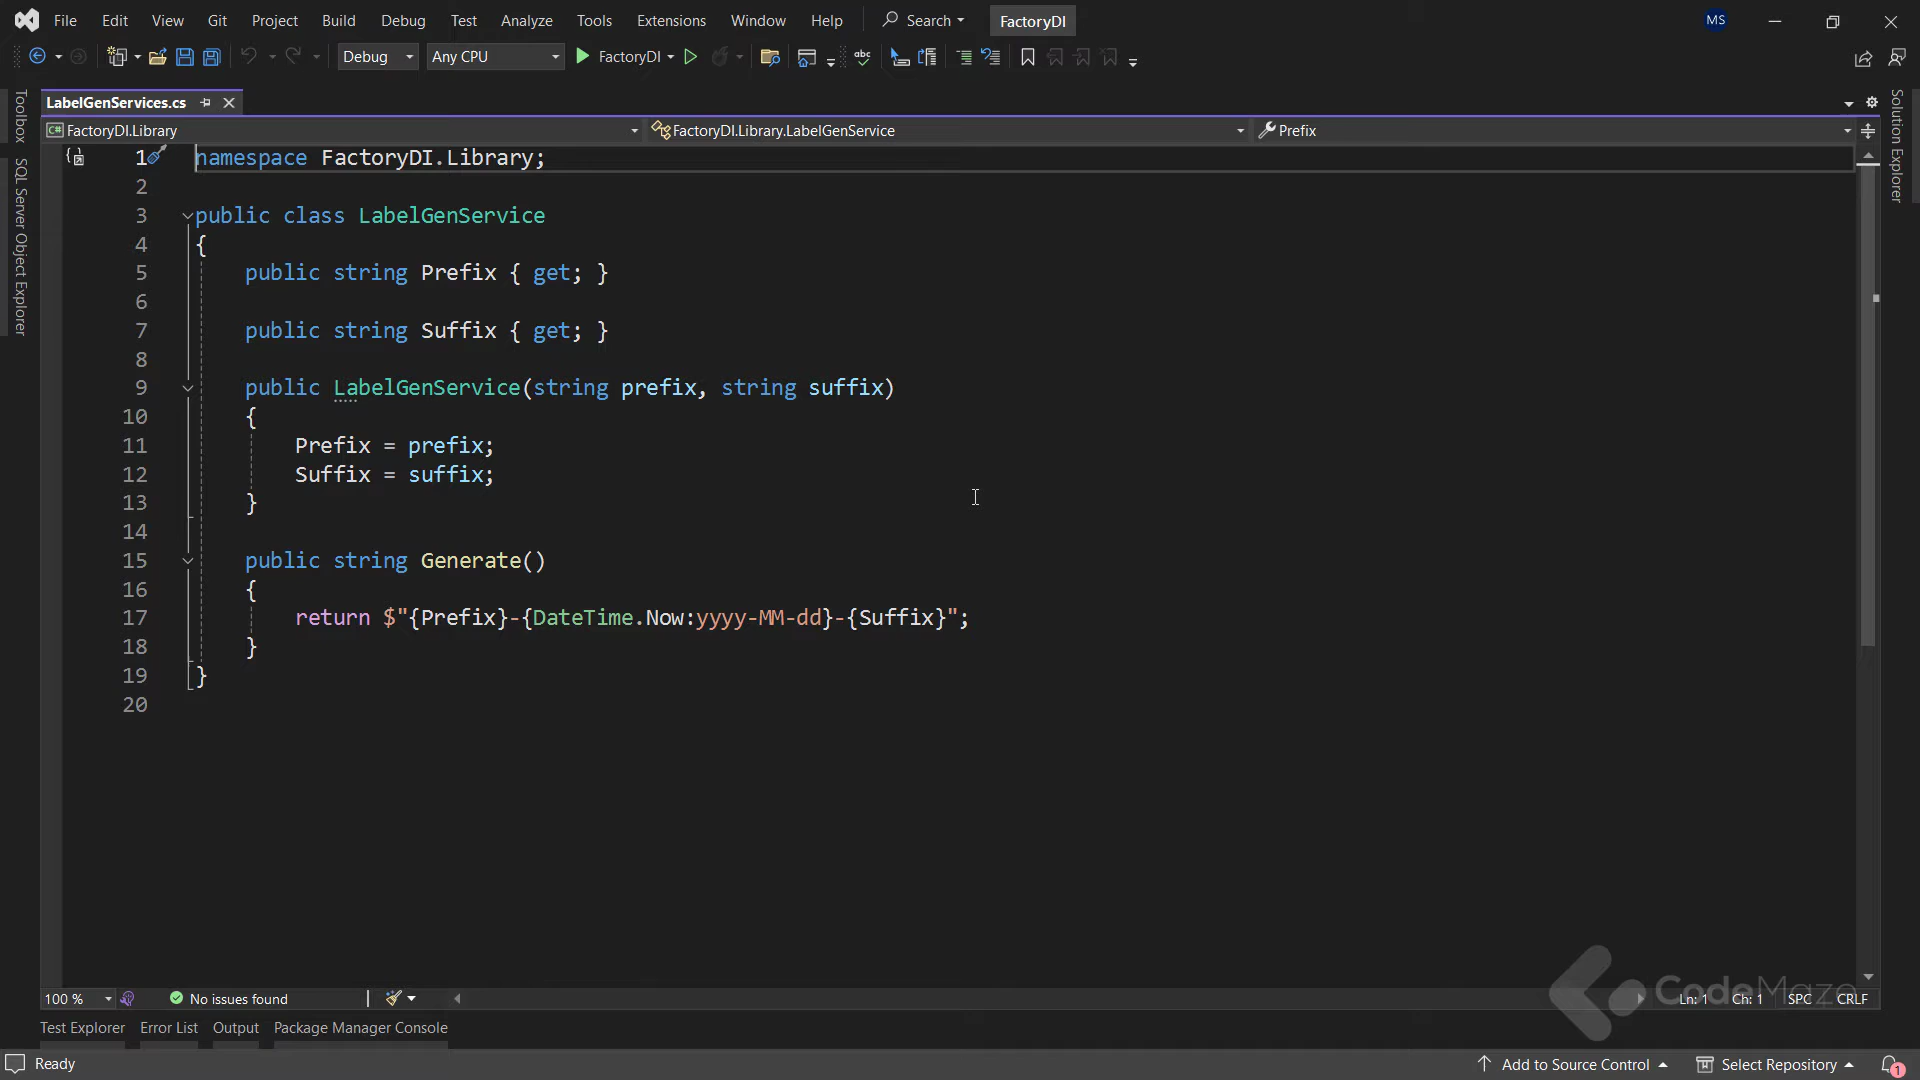 File Edit View Git Project Build Debug Test Analyze Tools Extensions Window Help Search FactoryDI MS
Debug Any CPU FactoryDI
LabelGenServices.cs
FactoryDI.Library FactoryDI.Library.LabelGenService Prefix
Toolbox
SQL Server Object Explorer
Solution Explorer
1 namespace FactoryDI.Library;
2
3 public class LabelGenService
4 {
5 public string Prefix { get; }
6
7 public string Suffix { get; }
8
9 public LabelGenService(string prefix, string suffix)
10 {
11 Prefix = prefix;
12 Suffix = suffix;
13 }
14
15 public string Generate()
16 {
17 return $"{Prefix}-{DateTime.Now:yyyy-MM-dd}-{Suffix}";
18 }
19 }
20
CodeMaze
100 % No issues found Ln: 1 Ch: 1 SPC CRLF
Test Explorer Error List Output Package Manager Console
Ready Add to Source Control Select Repository 1